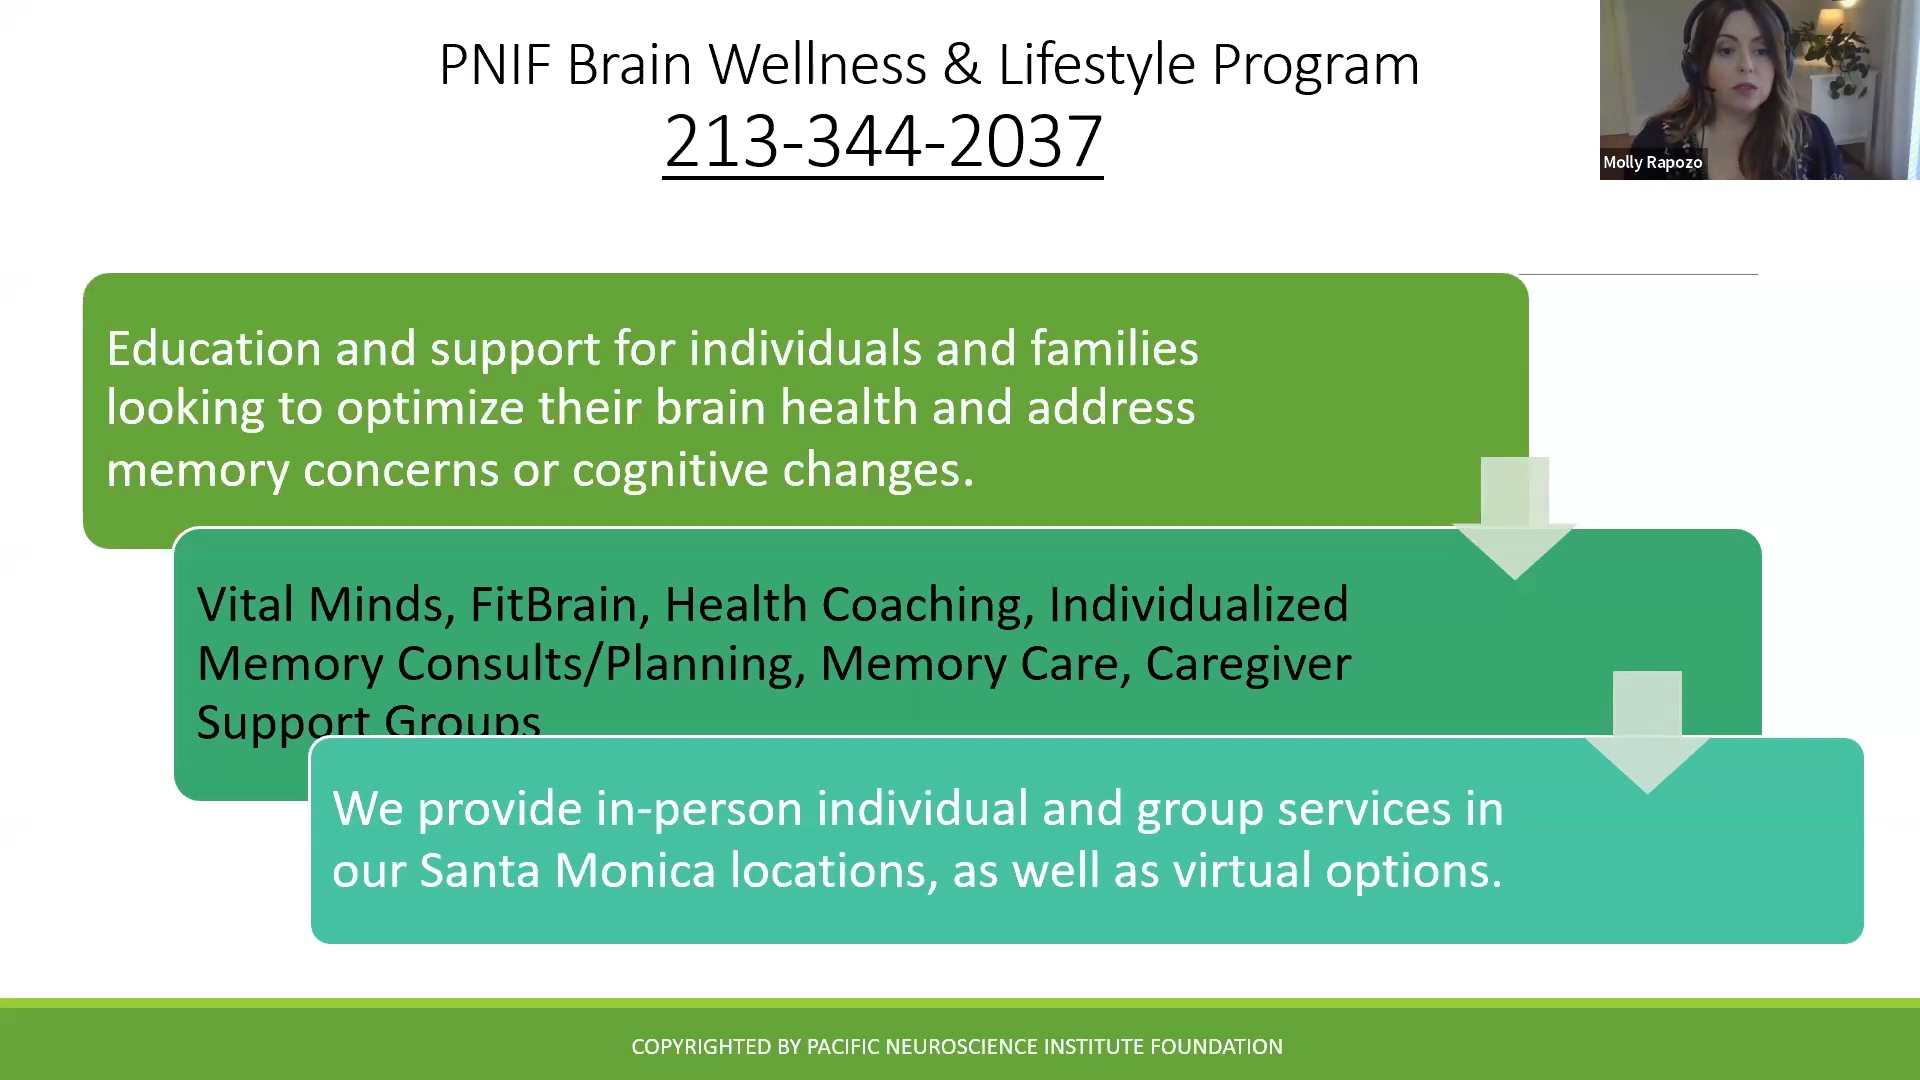 PNIF Brain Wellness & Lifestyle Program
213-344-2037
Molly Rapozo
Education and support for individuals and families
looking to optimize their brain health and address
memory concerns or cognitive changes.
Vital Minds, FitBrain, Health Coaching, Individualized
Memory Consults/Planning, Memory Care, Caregiver
Support Groups
We provide in-person individual and group services in
our Santa Monica locations, as well as virtual options.
COPYRIGHTED BY PACIFIC NEUROSCIENCE INSTITUTE FOUNDATION